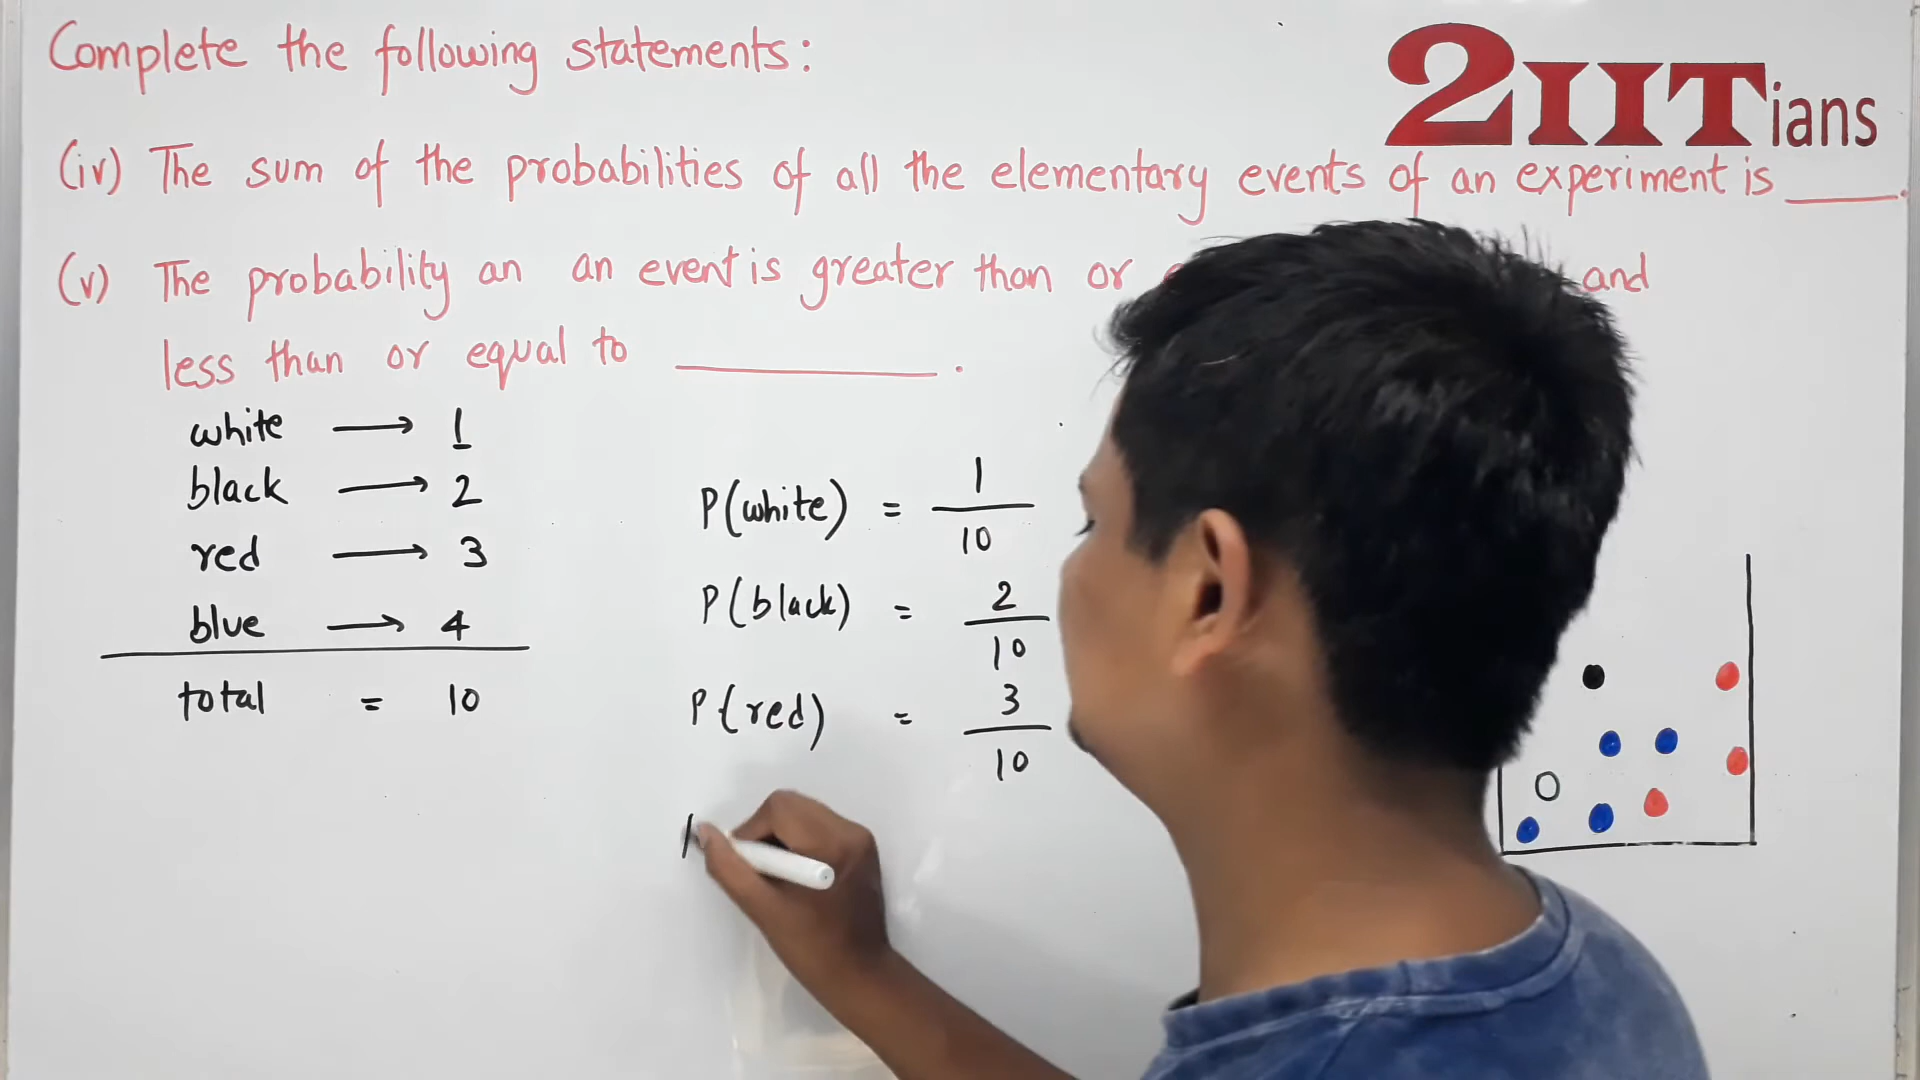 Complete the following statements:
2IITians
(iv) The sum of the probabilities of all the elementary events of an experiment is ____.
(v) The probability an an event is greater than or and
less than or equal to ________.
white → 1
black → 2
red → 3
blue → 4
total = 10
P(white) = 1/10
P(black) = 2/10
P(red) = 3/10